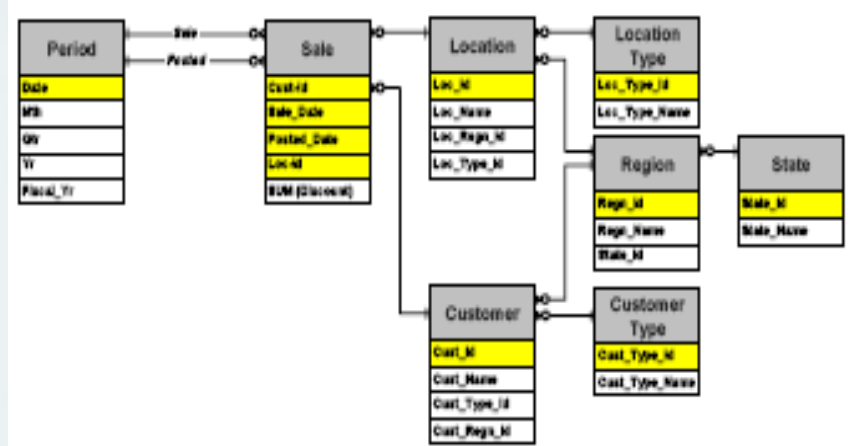 Period
Date
Mth
Qtr
Yr
Fiscal_Yr
Sale
Posted
Sale
Cust-Id
Sale_Date
Posted_Date
Loc-Id
SUM (Discount)
Location
Loc_Id
Loc_Name
Loc_Regn_Id
Loc_Type_Id
Location
Type
Loc_Type_Id
Loc_Type_Name
Region
Regn_Id
Regn_Name
State_Id
State
State_Id
State_Name
Customer
Cust_Id
Cust_Name
Cust_Type_Id
Cust_Regn_Id
Customer
Type
Cust_Type_Id
Cust_Type_Name